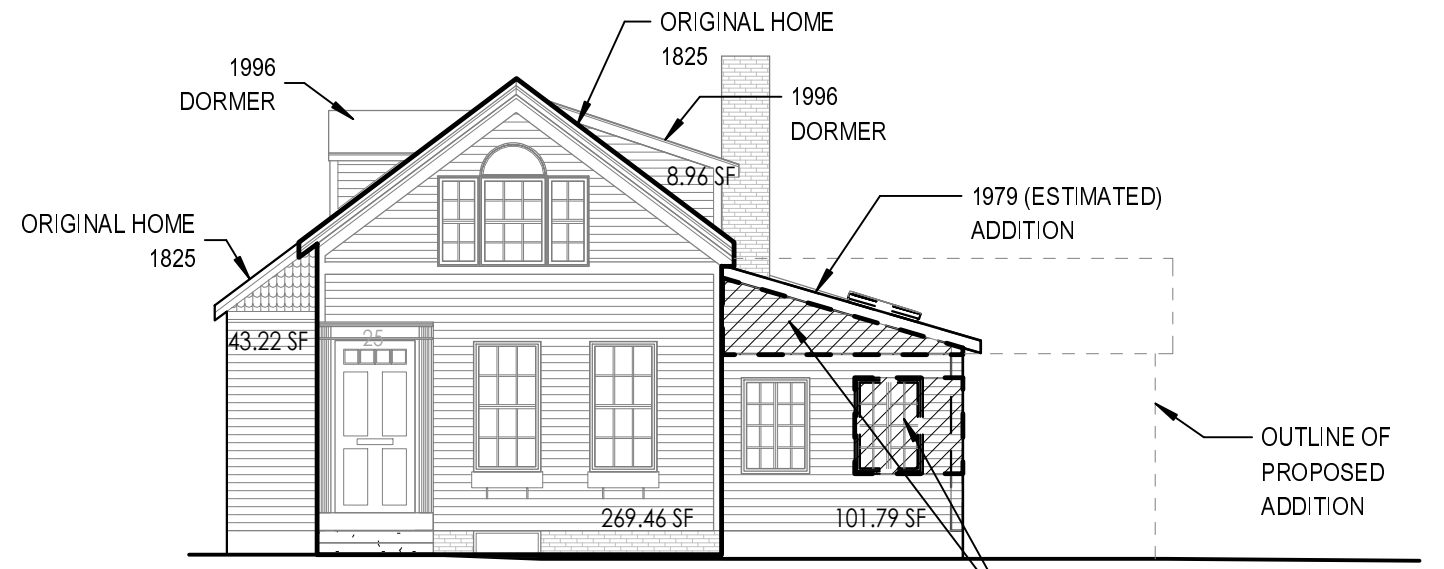 ORIGINAL HOME
1825
1996
DORMER
1996
DORMER
8.96 SF
1979 (ESTIMATED)
ADDITION
ORIGINAL HOME
1825
43.22 SF
25
OUTLINE OF
PROPOSED
ADDITION
269.46 SF
101.79 SF